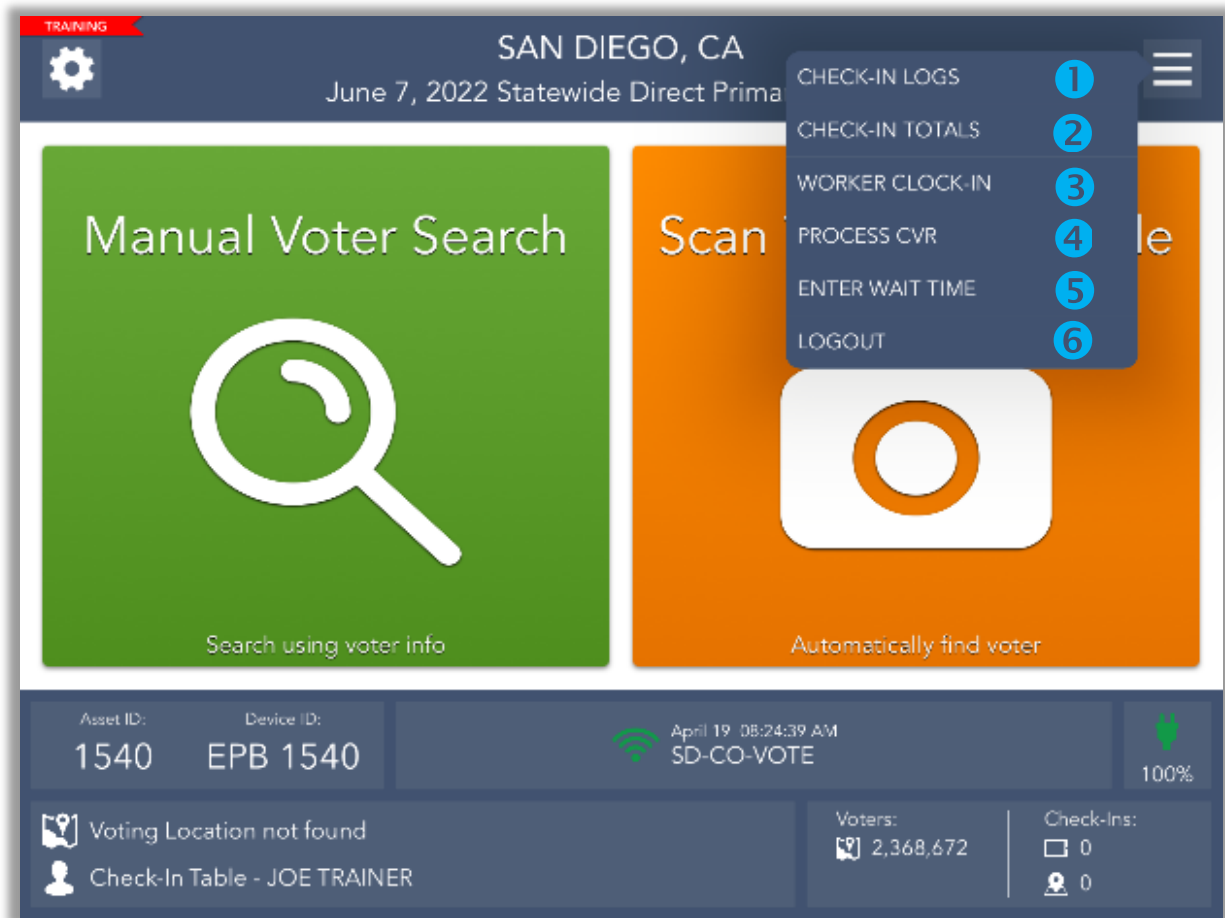 TRAINING
SAN DIEGO, CA
June 7, 2022 Statewide Direct Prima
CHECK-IN LOGS 1
CHECK-IN TOTALS 2
WORKER CLOCK-IN 3
PROCESS CVR 4
ENTER WAIT TIME 5
LOGOUT 6
Manual Voter Search
Search using voter info
Scan
le
Automatically find voter
Asset ID:
1540
Device ID:
EPB 1540
April 19 08:24:39 AM
SD-CO-VOTE
100%
Voting Location not found
Check-In Table - JOE TRAINER
Voters:
2,368,672
Check-Ins:
0
0